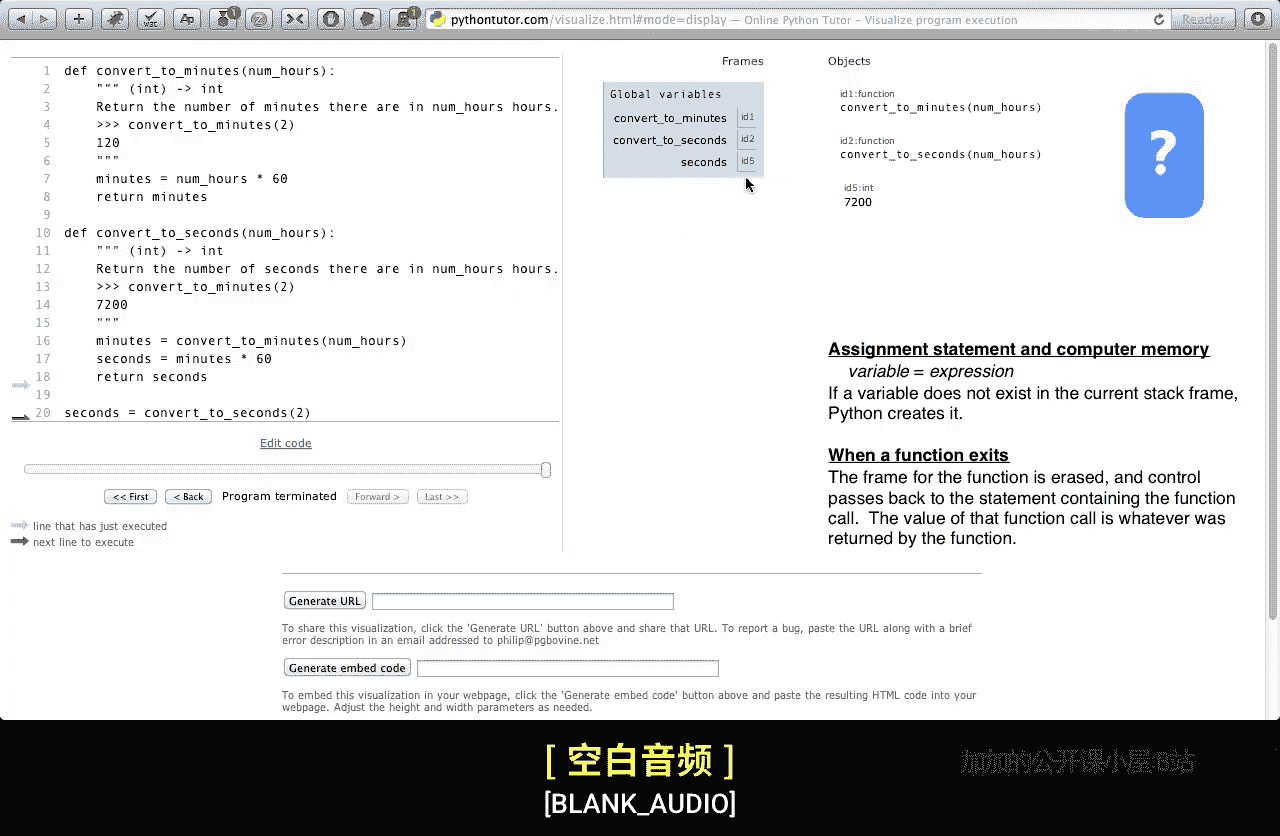 pythontutor.com/visualize.html#mode=display — Online Python Tutor – Visualize program execution
Reader
1 def convert_to_minutes(num_hours):
2 """ (int) -> int
3 Return the number of minutes there are in num_hours hours.
4 >>> convert_to_minutes(2)
5 120
6 """
7 minutes = num_hours * 60
8 return minutes
9
10 def convert_to_seconds(num_hours):
11 """ (int) -> int
12 Return the number of seconds there are in num_hours hours.
13 >>> convert_to_minutes(2)
14 7200
15 """
16 minutes = convert_to_minutes(num_hours)
17 seconds = minutes * 60
18 return seconds
19
20 seconds = convert_to_seconds(2)
Edit code
<< First
< Back
Program terminated
Forward >
Last >>
line that has just executed
next line to execute
Frames
Global variables
convert_to_minutes id1
convert_to_seconds id2
seconds id5
Objects
id1:function
convert_to_minutes(num_hours)
id2:function
convert_to_seconds(num_hours)
id5:int
7200
?
Assignment statement and computer memory
variable = expression
If a variable does not exist in the current stack frame,
Python creates it.
When a function exits
The frame for the function is erased, and control
passes back to the statement containing the function
call. The value of that function call is whatever was
returned by the function.
Generate URL
To share this visualization, click the 'Generate URL' button above and share that URL. To report a bug, paste the URL along with a brief
error description in an email addressed to philip@pgbovine.net
Generate embed code
To embed this visualization in your webpage, click the 'Generate embed code' button above and paste the resulting HTML code into your
webpage. Adjust the height and width parameters as needed.
[ 空白音频 ]
[BLANK_AUDIO]
加加的公开课小屋:B站